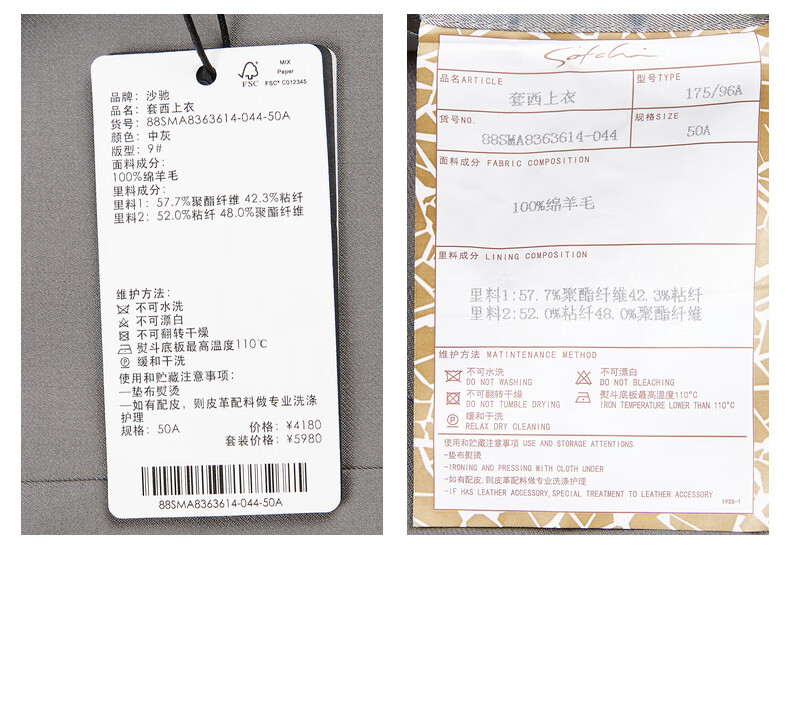 MIX
Paper
FSC
FSC® C012345
品牌: 沙驰
品名: 套西上衣
货号: 88SMA8363614-044-50A
颜色: 中灰
版型: 9#
面料成分:
100%绵羊毛
里料成分:
里料1: 57.7%聚酯纤维 42.3%粘纤
里料2: 52.0%粘纤 48.0%聚酯纤维
维护方法:
不可水洗
不可漂白
不可翻转干燥
熨斗底板最高温度110℃
缓和干洗
使用和贮藏注意事项:
—垫布熨烫
—如有配皮，则皮革配料做专业洗涤
护理
规格: 50A 价格: ¥4180
套装价格: ¥5980
88SMA8363614-044-50A
Satchi
品名ARTICLE 型号TYPE
套西上衣 175/96A
货号NO. 规格SIZE
88SMA8363614-044 50A
面料成分 FABRIC COMPOSITION
100%绵羊毛
里料成分 LINING COMPOSITION
里料1:57.7%聚酯纤维42.3%粘纤
里料2:52.0%粘纤48.0%聚酯纤维
维护方法 MATINTENANCE METHOD
不可水洗 不可漂白
DO NOT WASHING DO NOT BLEACHING
不可翻转干燥 熨斗底板最高温度110°C
DO NOT TUMBLE DRYING IRON TEMPERATURE LOWER THAN 110°C
缓和干洗
RELAX DRY CLEANING
使用和贮藏注意事项 USE AND STORAGE ATTENTIONS
-垫布熨烫
-IRONING AND PRESSING WITH CLOTH UNDER
-如有配皮,则皮革配料做专业洗涤护理
-IF HAS LEATHER ACCESSORY,SPECIAL TREATMENT TO LEATHER ACCESSORY
19SS-1